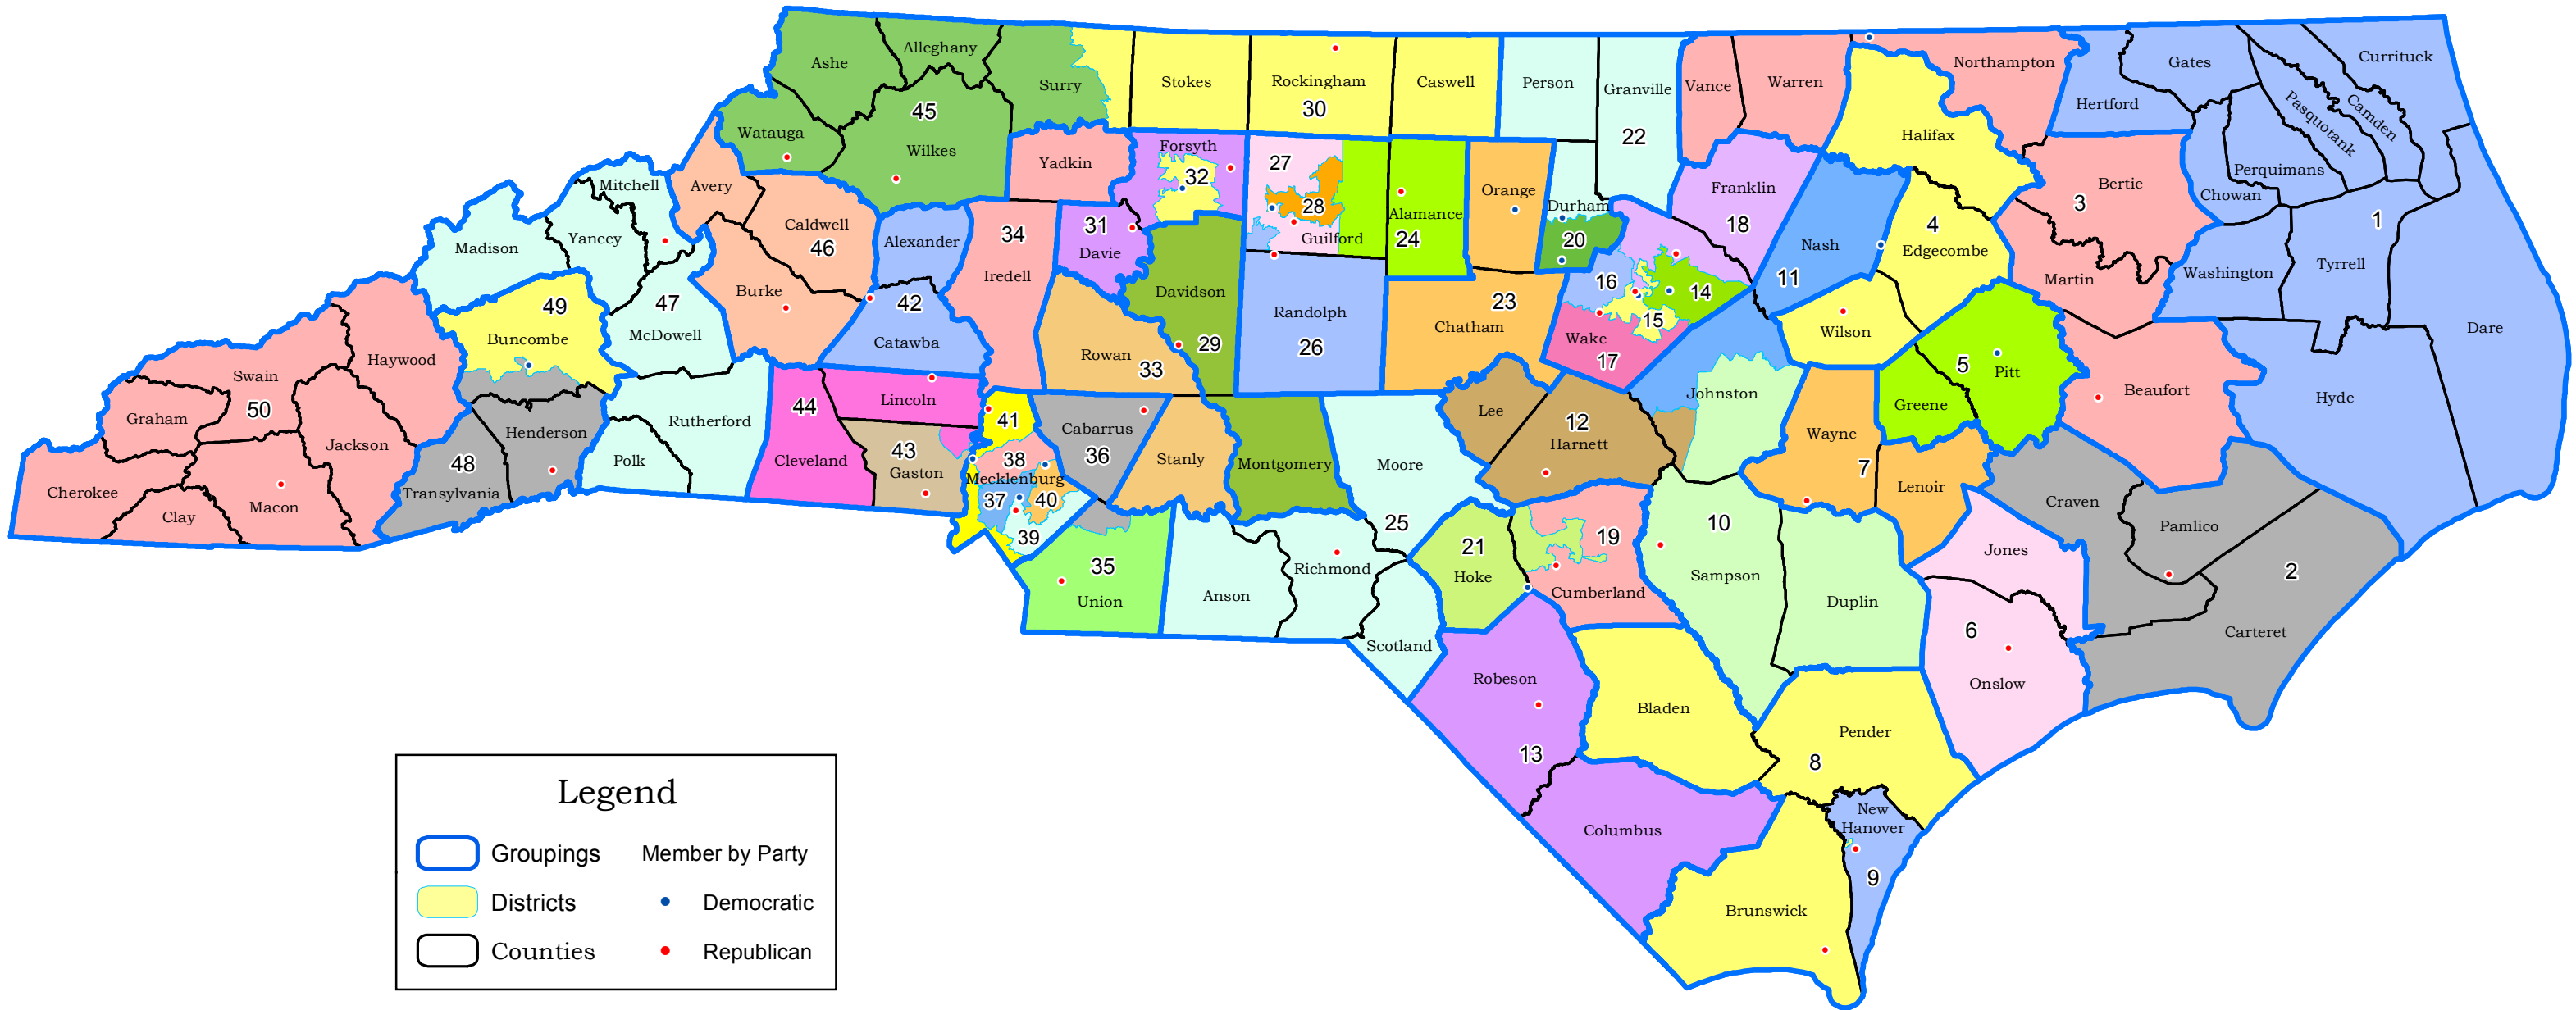 Ashe
Alleghany
Surry
Stokes
Rockingham
30
Caswell
Person
Granville
22
Vance
Warren
Northampton
Hertford
Gates
Pasquotank
Camden
Currituck
Perquimans
Chowan
Halifax
Watauga
45
Wilkes
Yadkin
Forsyth
32
27
28
Guilford
Alamance
24
Orange
Durham
20
Franklin
18
Nash
11
4
Edgecombe
Bertie
3
Martin
Washington
Tyrrell
1
Dare
Hyde
Mitchell
Avery
Caldwell
46
Alexander
34
Iredell
31
Davie
Davidson
29
Randolph
26
23
Chatham
16
14
15
Wake
17
Wilson
Madison
Yancey
Burke
47
McDowell
42
Catawba
Rowan
33
49
Buncombe
Haywood
Swain
Graham
50
Jackson
Cherokee
Clay
Macon
48
Transylvania
Henderson
Polk
Rutherford
44
Cleveland
Lincoln
43
Gaston
41
38
Mecklenburg
37
40
39
Cabarrus
36
Stanly
Montgomery
Moore
25
Lee
12
Harnett
Johnston
Wayne
7
Greene
5
Pitt
Beaufort
Lenoir
Craven
Pamlico
2
Carteret
Jones
6
Onslow
35
Union
Anson
Richmond
Scotland
21
Hoke
19
Cumberland
10
Sampson
Duplin
Robeson
13
Bladen
Pender
8
New
Hanover
9
Columbus
Brunswick
Legend
Groupings
Member by Party
Districts
Democratic
Counties
Republican